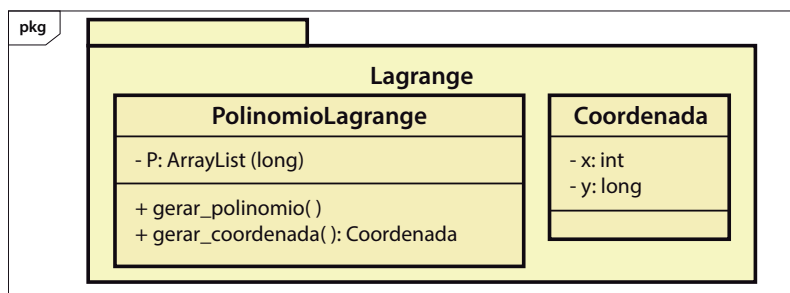 pkg
Lagrange
PolinomioLagrange
- P: ArrayList (long)
+ gerar_polinomio( )
+ gerar_coordenada( ): Coordenada
Coordenada
- x: int
- y: long